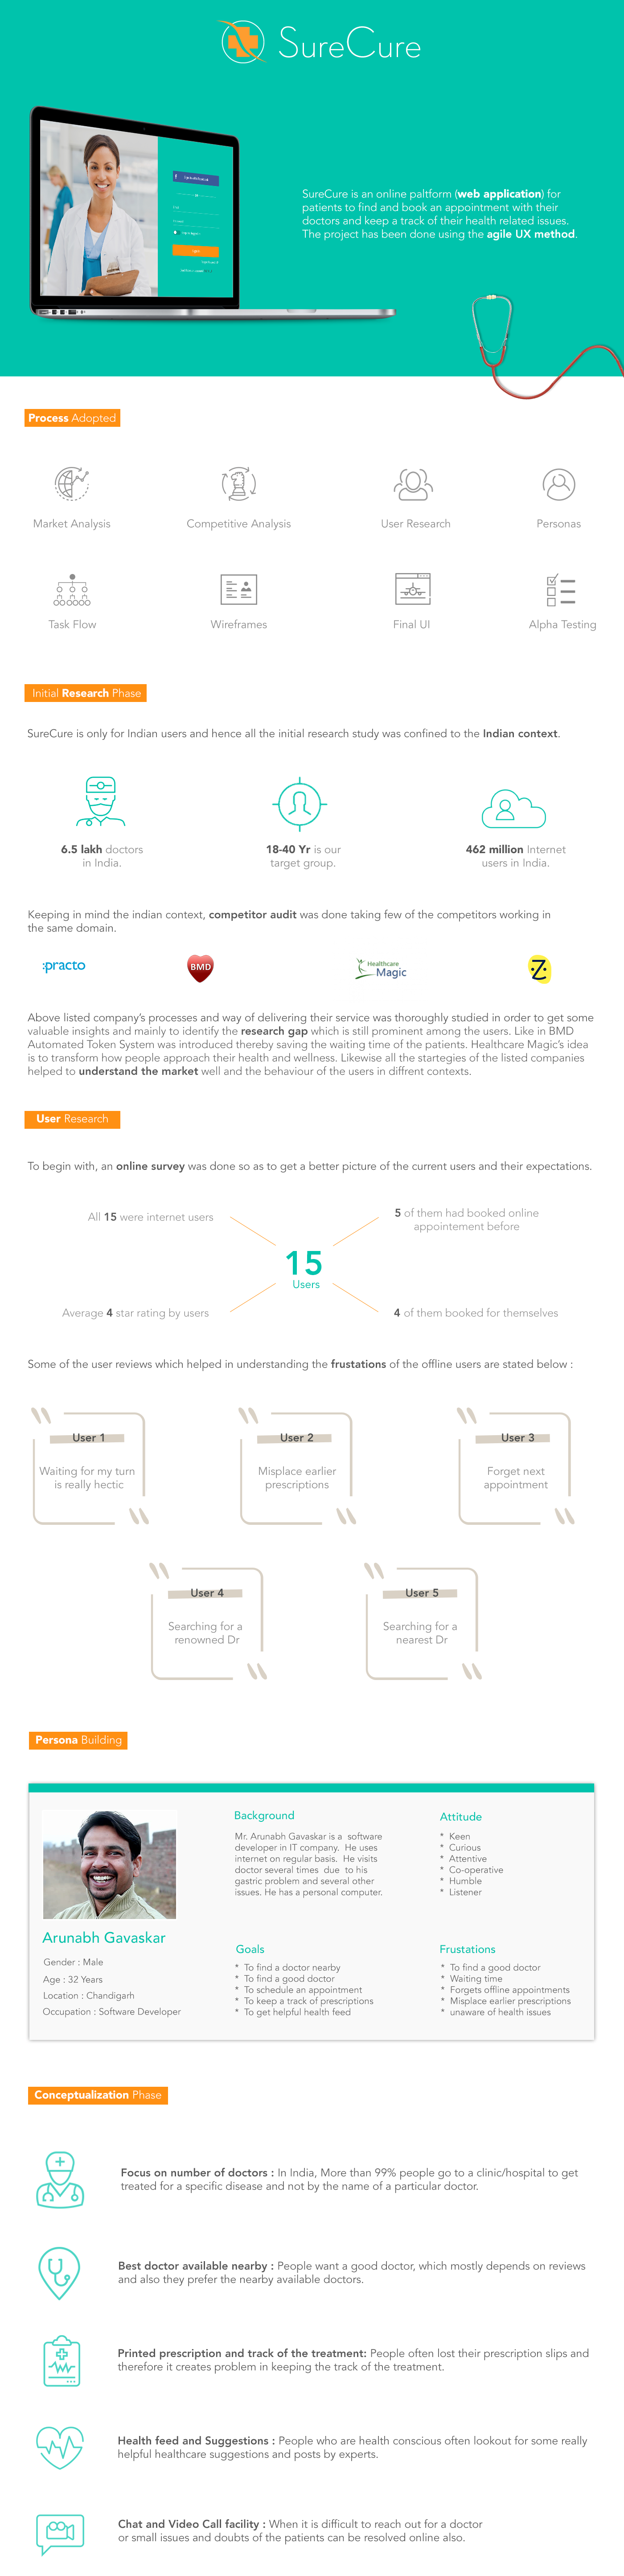 SureCure
SureCure is an online paltform (web application) for
patients to find and book an appointment with their
doctors and keep a track of their health related issues.
The project has been done using the agile UX method.
Process Adopted
Market Analysis
Competitive Analysis
User Research
Personas
Task Flow
Wireframes
Final UI
Alpha Testing
Initial Research Phase
SureCure is only for Indian users and hence all the initial research study was confined to the Indian context.
6.5 lakh doctors
in India.
18-40 Yr is our
target group.
462 million Internet
users in India.
Keeping in mind the indian context, competitor audit was done taking few of the competitors working in
the same domain.
:practo
BMD
Healthcare
Magic
Z
Above listed company's processes and way of delivering their service was thoroughly studied in order to get some
valuable insights and mainly to identify the research gap which is still prominent among the users. Like in BMD
Automated Token System was introduced thereby saving the waiting time of the patients. Healthcare Magic's idea
is to transform how people approach their health and wellness. Likewise all the startegies of the listed companies
helped to understand the market well and the behaviour of the users in diffrent contexts.
User Research
To begin with, an online survey was done so as to get a better picture of the current users and their expectations.
All 15 were internet users
5 of them had booked online
appointement before
15
Users
Average 4 star rating by users
4 of them booked for themselves
Some of the user reviews which helped in understanding the frustations of the offline users are stated below :
User 1
Waiting for my turn
is really hectic
User 2
Misplace earlier
prescriptions
User 3
Forget next
appointment
User 4
Searching for a
renowned Dr
User 5
Searching for a
nearest Dr
Persona Building
Arunabh Gavaskar
Gender : Male
Age : 32 Years
Location : Chandigarh
Occupation : Software Developer
Background
Mr. Arunabh Gavaskar is a software
developer in IT company. He uses
internet on regular basis. He visits
doctor several times due to his
gastric problem and several other
issues. He has a personal computer.
Attitude
* Keen
* Curious
* Attentive
* Co-operative
* Humble
* Listener
Goals
* To find a doctor nearby
* To find a good doctor
* To schedule an appointment
* To keep a track of prescriptions
* To get helpful health feed
Frustations
* To find a good doctor
* Waiting time
* Forgets offline appointments
* Misplace earlier prescriptions
* unaware of health issues
Conceptualization Phase
Focus on number of doctors : In India, More than 99% people go to a clinic/hospital to get
treated for a specific disease and not by the name of a particular doctor.
Best doctor available nearby : People want a good doctor, which mostly depends on reviews
and also they prefer the nearby available doctors.
Printed prescription and track of the treatment: People often lost their prescription slips and
therefore it creates problem in keeping the track of the treatment.
Health feed and Suggestions : People who are health conscious often lookout for some really
helpful healthcare suggestions and posts by experts.
Chat and Video Call facility : When it is difficult to reach out for a doctor
or small issues and doubts of the patients can be resolved online also.